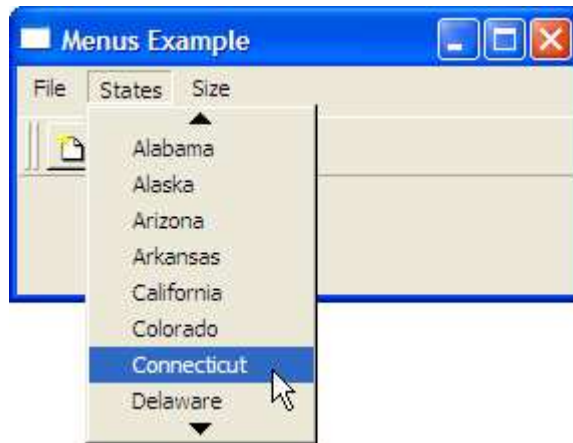 Menus Example
File States Size
Alabama
Alaska
Arizona
Arkansas
California
Colorado
Connecticut
Delaware